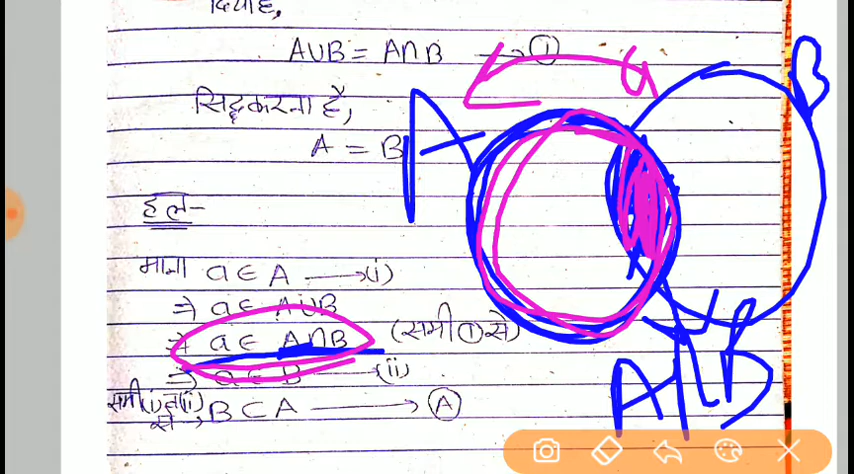 दिया है,
A∪B = A∩B → ①
सिद्ध करना है,
A = B
हल-
माना a ∈ A → (i)
⇒ a ∈ A∪B
⇒ a ∈ A∩B (समी ① से)
⇒ a ∈ B → (ii)
समी (i) व (ii) से, B ⊂ A → Ⓐ
A
B
a
A∩B